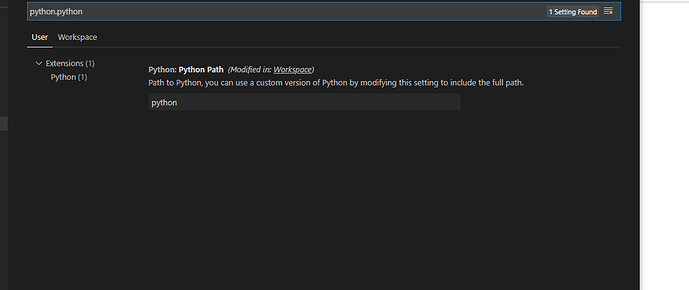 python.python
1 Setting Found
User Workspace
Extensions (1)
Python (1)
Python: Python Path (Modified in: Workspace)
Path to Python, you can use a custom version of Python by modifying this setting to include the full path.
python